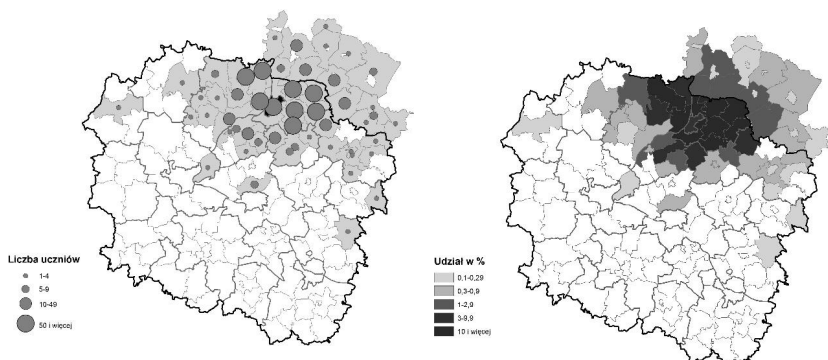 Liczba uczniów
1-4
5-9
10-49
50 i więcej
Udział w %
0,1-0,29
0,3-0,9
1-2,9
3-9,9
10 i więcej